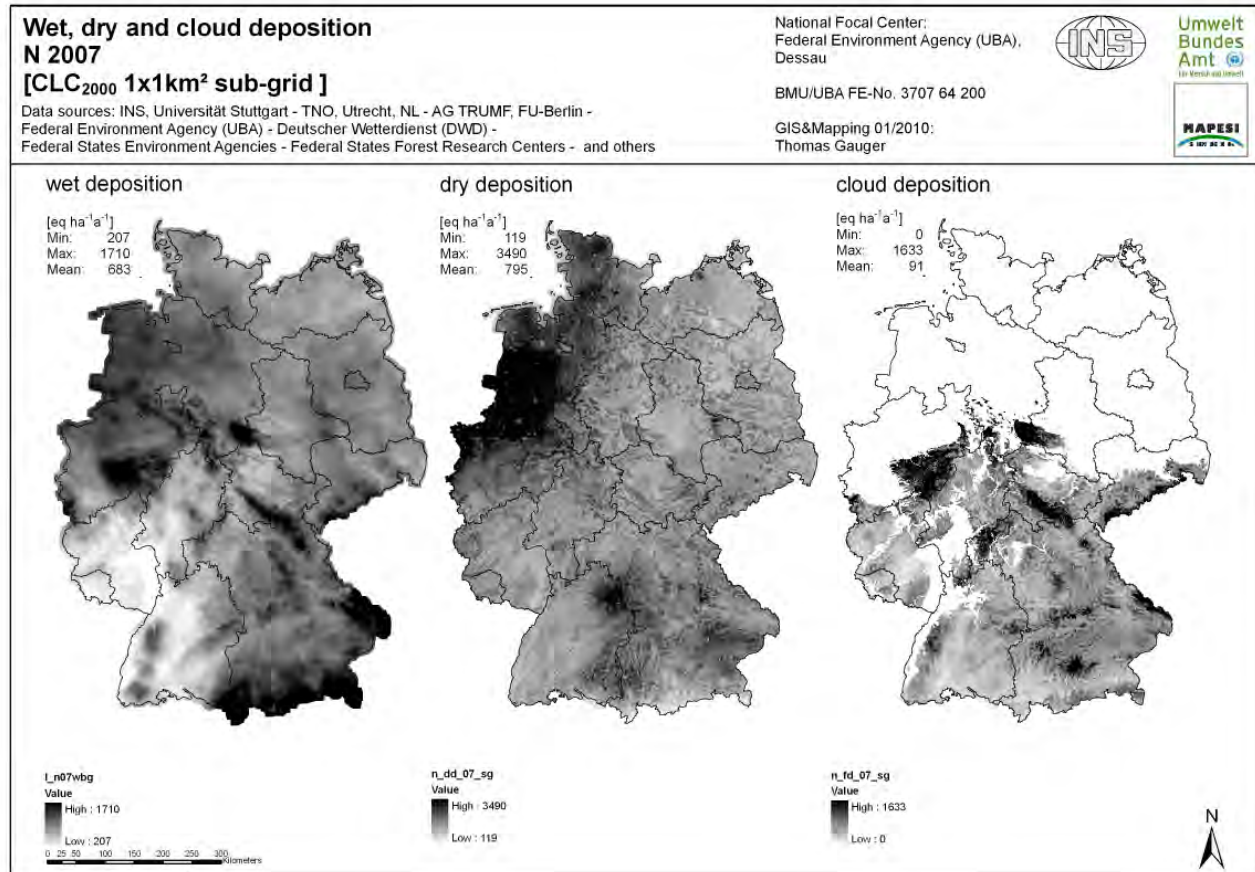 Wet, dry and cloud deposition
N 2007
[CLC2000 1x1km² sub-grid ]
Data sources: INS, Universität Stuttgart - TNO, Utrecht, NL - AG TRUMF, FU-Berlin -
Federal Environment Agency (UBA) - Deutscher Wetterdienst (DWD) -
Federal States Environment Agencies - Federal States Forest Research Centers - and others
National Focal Center:
Federal Environment Agency (UBA),
Dessau
BMU/UBA FE-No. 3707 64 200
GIS&Mapping 01/2010:
Thomas Gauger
INS
Umwelt
Bundes
Amt
Für Mensch und Umwelt
MAPESI
wet deposition
[eq ha⁻¹a⁻¹]
Min: 207
Max: 1710
Mean: 683
dry deposition
[eq ha⁻¹a⁻¹]
Min: 119
Max: 3490
Mean: 795
cloud deposition
[eq ha⁻¹a⁻¹]
Min: 0
Max: 1633
Mean: 91
l_n07wbg
Value
High : 1710
Low : 207
0 25 50 100 150 200 250 300
Kilometers
n_dd_07_sg
Value
High : 3490
Low : 119
n_fd_07_sg
Value
High : 1633
Low : 0
N